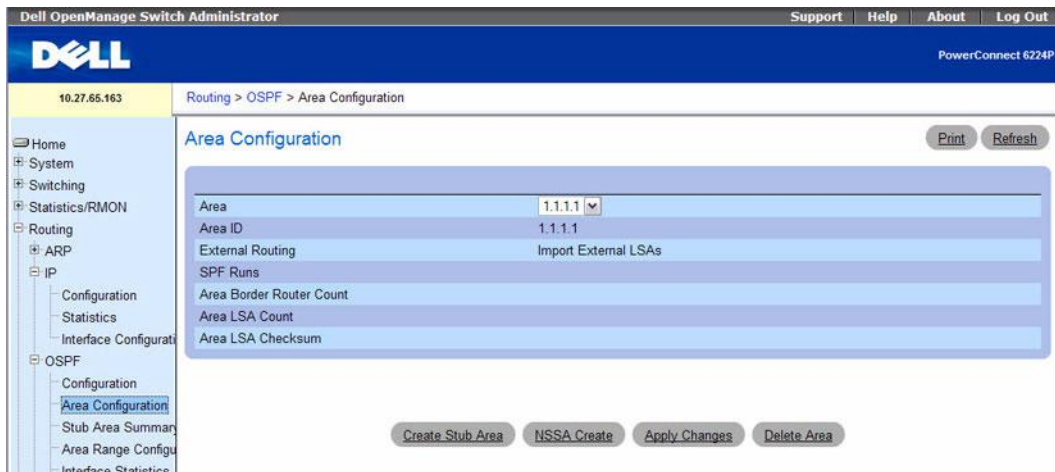 Dell OpenManage Switch Administrator
Support Help About Log Out
DELL
PowerConnect 6224P
10.27.65.163
Routing > OSPF > Area Configuration
Home
System
Switching
Statistics/RMON
Routing
ARP
IP
Configuration
Statistics
Interface Configurati
OSPF
Configuration
Area Configuration
Stub Area Summar
Area Range Configu
Interface Statistics
Area Configuration
Print Refresh
Area 1.1.1.1
Area ID 1.1.1.1
External Routing Import External LSAs
SPF Runs
Area Border Router Count
Area LSA Count
Area LSA Checksum
Create Stub Area NSSA Create Apply Changes Delete Area